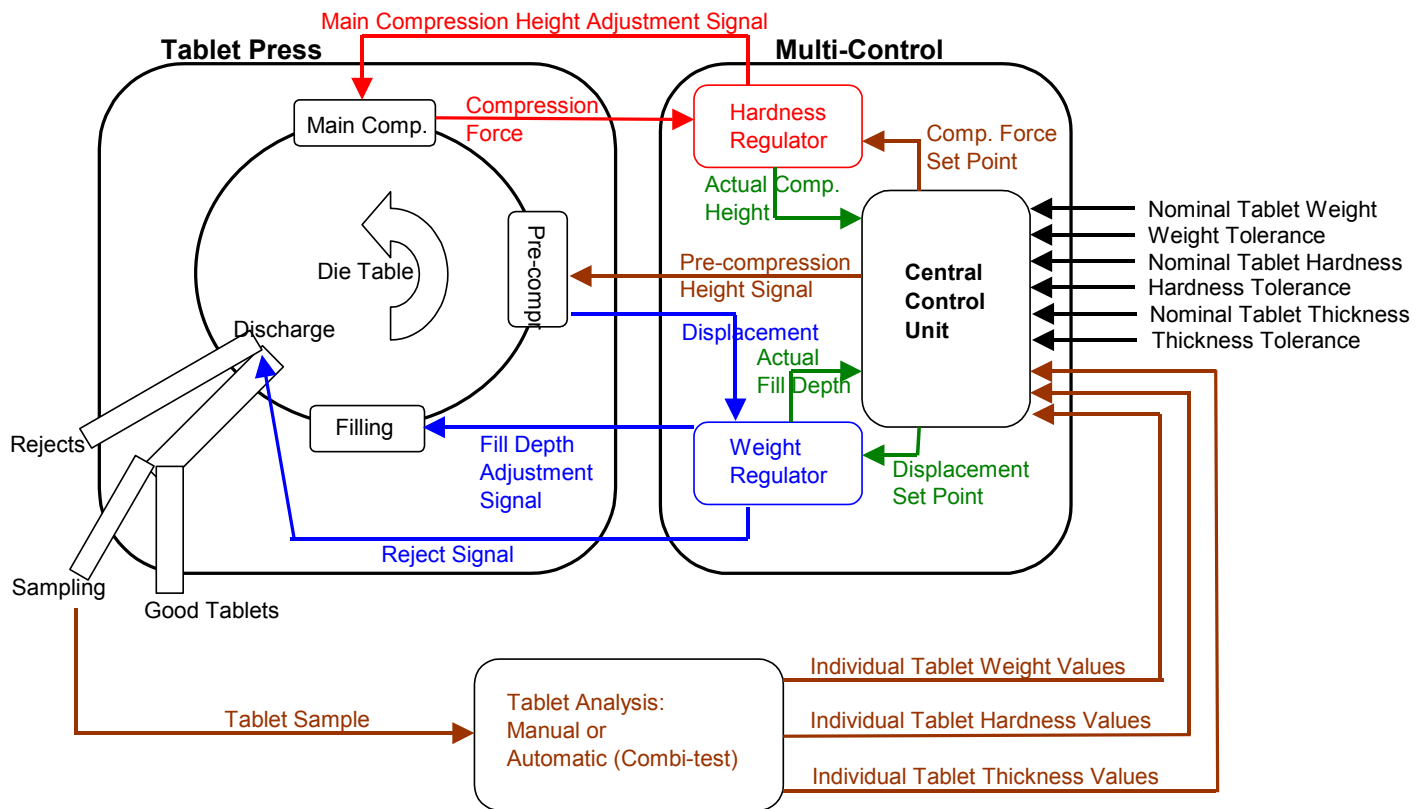 Main Compression Height Adjustment Signal
Tablet Press
Multi-Control
Main Comp.
Compression
Force
Hardness
Regulator
Comp. Force
Set Point
Actual Comp.
Height
Nominal Tablet Weight
Weight Tolerance
Nominal Tablet Hardness
Hardness Tolerance
Nominal Tablet Thickness
Thickness Tolerance
Die Table
Pre-compr
Pre-compression
Height Signal
Central
Control
Unit
Discharge
Displacement
Actual
Fill Depth
Rejects
Filling
Fill Depth
Adjustment
Signal
Weight
Regulator
Displacement
Set Point
Reject Signal
Sampling
Good Tablets
Tablet Sample
Tablet Analysis:
Manual or
Automatic (Combi-test)
Individual Tablet Weight Values
Individual Tablet Hardness Values
Individual Tablet Thickness Values